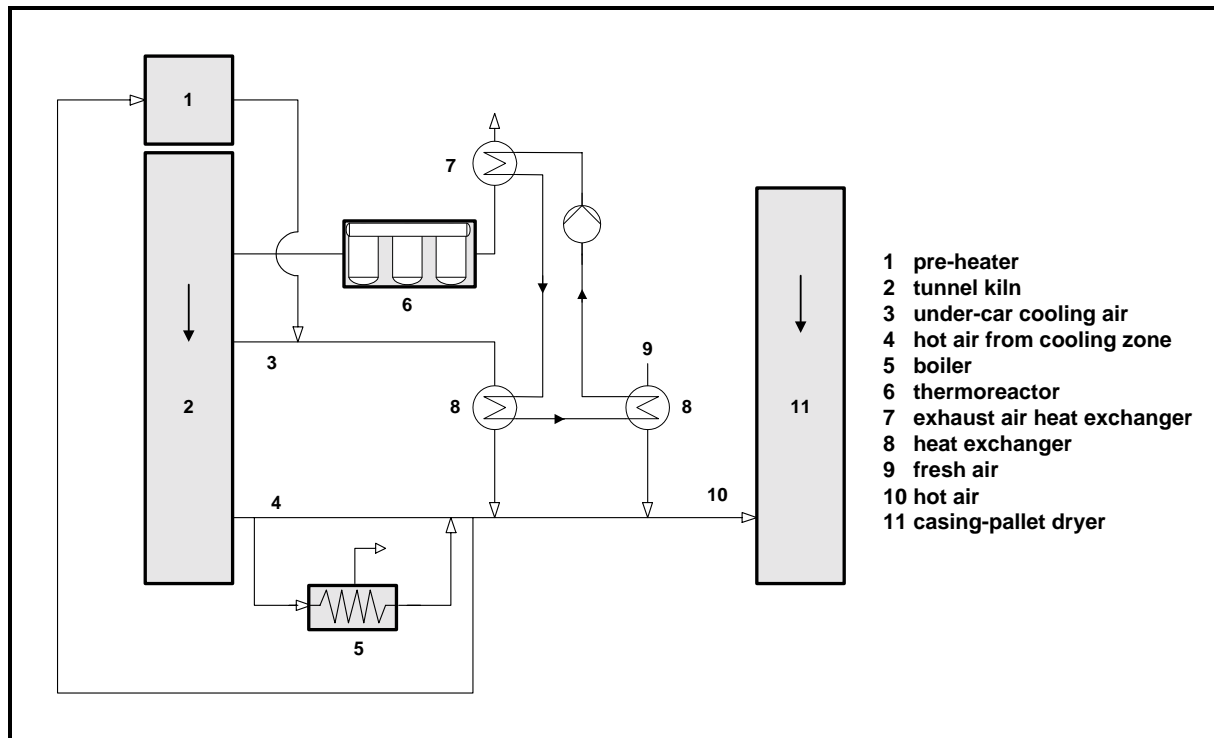 1
7
6
9
3
8
8
2
11
4
10
5
1 pre-heater
2 tunnel kiln
3 under-car cooling air
4 hot air from cooling zone
5 boiler
6 thermoreactor
7 exhaust air heat exchanger
8 heat exchanger
9 fresh air
10 hot air
11 casing-pallet dryer